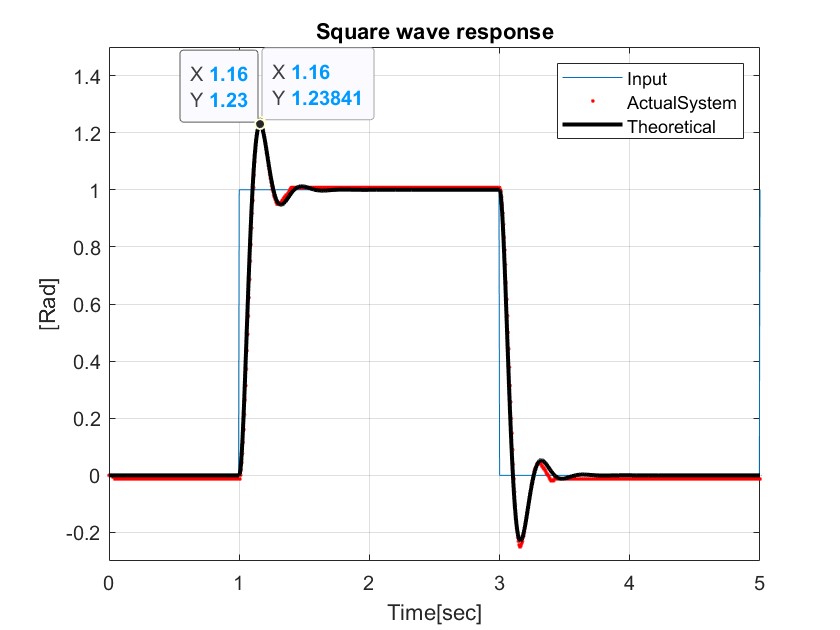 Square wave response
X 1.16
Y 1.23
X 1.16
Y 1.23841
Input
ActualSystem
Theoretical
[Rad]
1.4
1.2
1
0.8
0.6
0.4
0.2
0
-0.2
0 1 2 3 4 5
Time[sec]